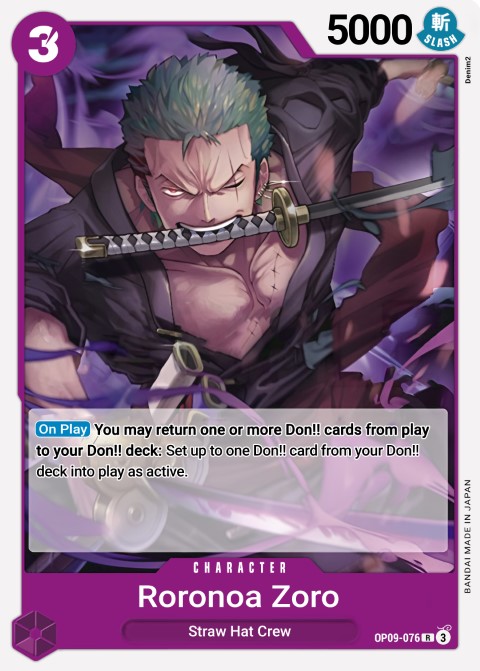 3
5000
斬
SLASH
Denim2
On Play You may return one or more Don!! cards from play
to your Don!! deck: Set up to one Don!! card from your Don!!
deck into play as active.
BANDAI MADE IN JAPAN
CHARACTER
Roronoa Zoro
Straw Hat Crew
OP09-076 R 3